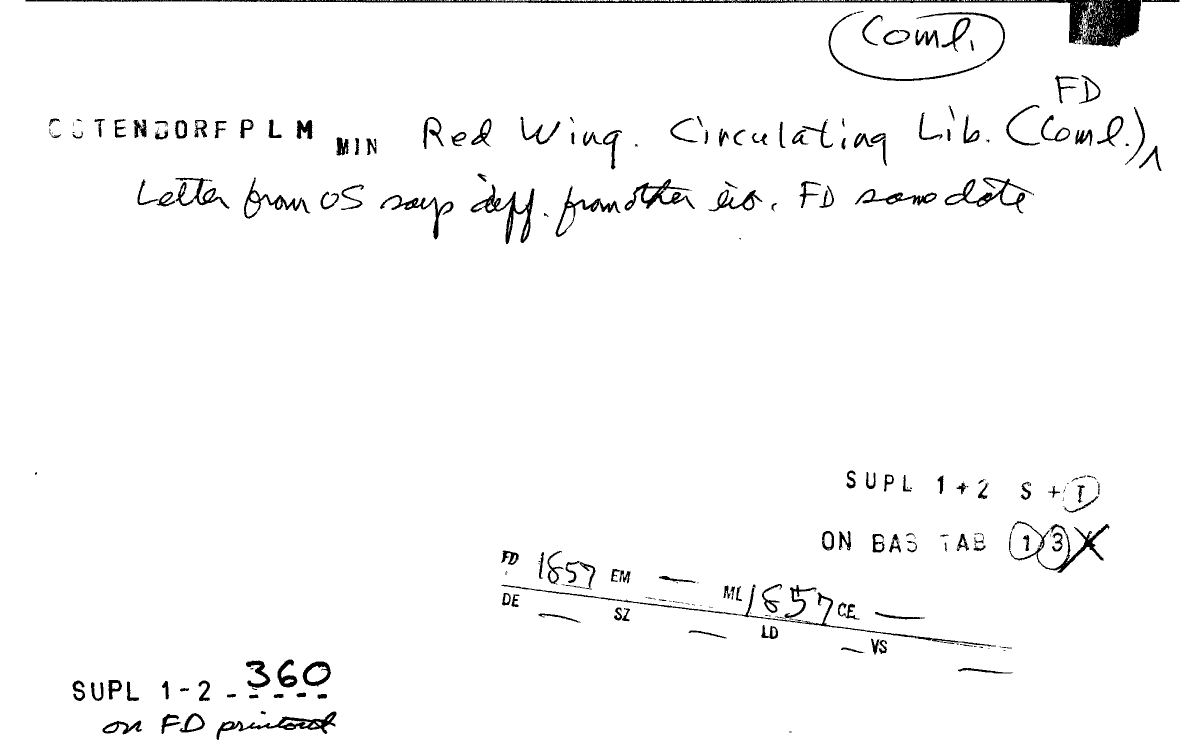 Coml.
FD
OSTENDORF P L M MIN Red Wing. Circulating Lib. (Coml.)
Letter from OS says diff. from other lib. FD same date
SUPL 1+2 S + T
ON BAS TAB 1 3
FD 1857 EM — ML 1857 CE —
DE — SZ — LD — VS —
SUPL 1-2 - 360
on FD printout